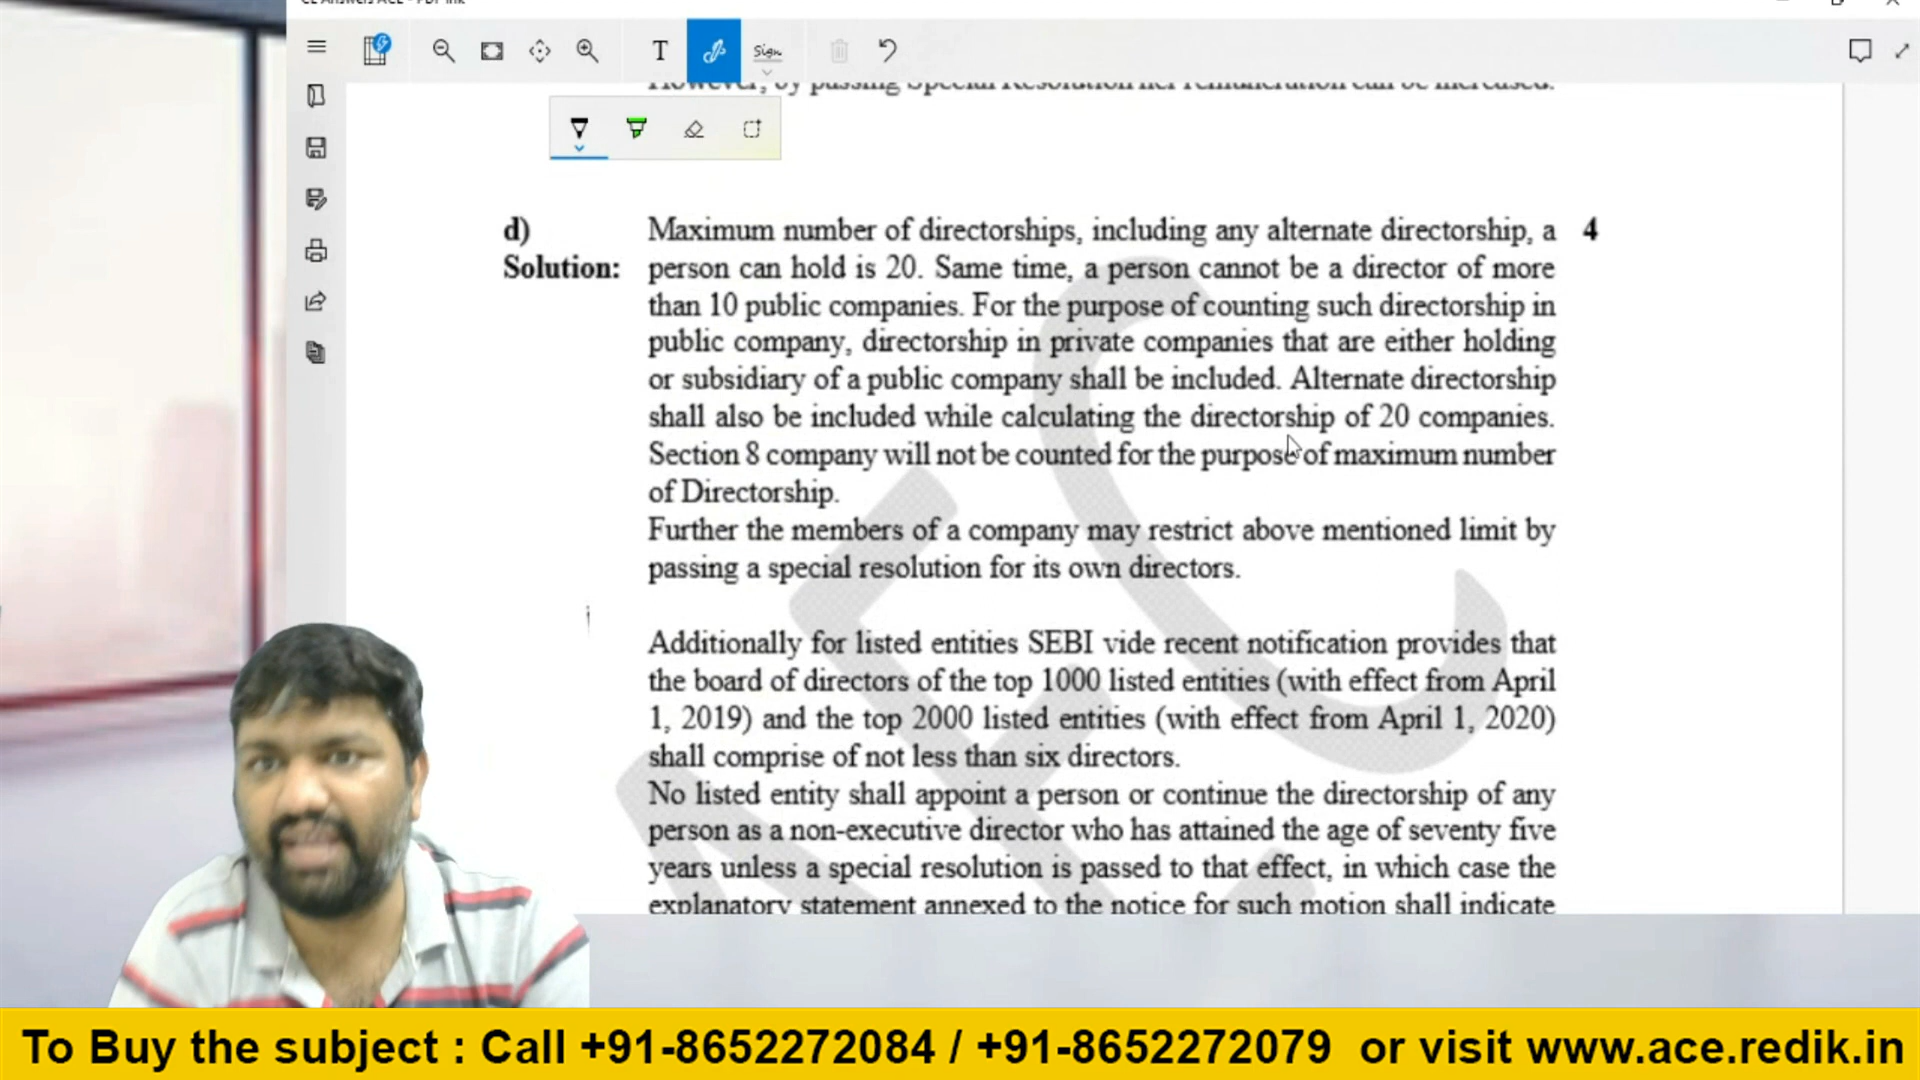 However, by passing Special Resolution her remuneration can be increased.
T
Sign
d) Maximum number of directorships, including any alternate directorship, a 4
Solution: person can hold is 20. Same time, a person cannot be a director of more
than 10 public companies. For the purpose of counting such directorship in
public company, directorship in private companies that are either holding
or subsidiary of a public company shall be included. Alternate directorship
shall also be included while calculating the directorship of 20 companies.
Section 8 company will not be counted for the purpose of maximum number
of Directorship.
Further the members of a company may restrict above mentioned limit by
passing a special resolution for its own directors.
Additionally for listed entities SEBI vide recent notification provides that
the board of directors of the top 1000 listed entities (with effect from April
1, 2019) and the top 2000 listed entities (with effect from April 1, 2020)
shall comprise of not less than six directors.
No listed entity shall appoint a person or continue the directorship of any
person as a non-executive director who has attained the age of seventy five
years unless a special resolution is passed to that effect, in which case the
explanatory statement annexed to the notice for such motion shall indicate
To Buy the subject : Call +91-8652272084 / +91-8652272079 or visit www.ace.redik.in